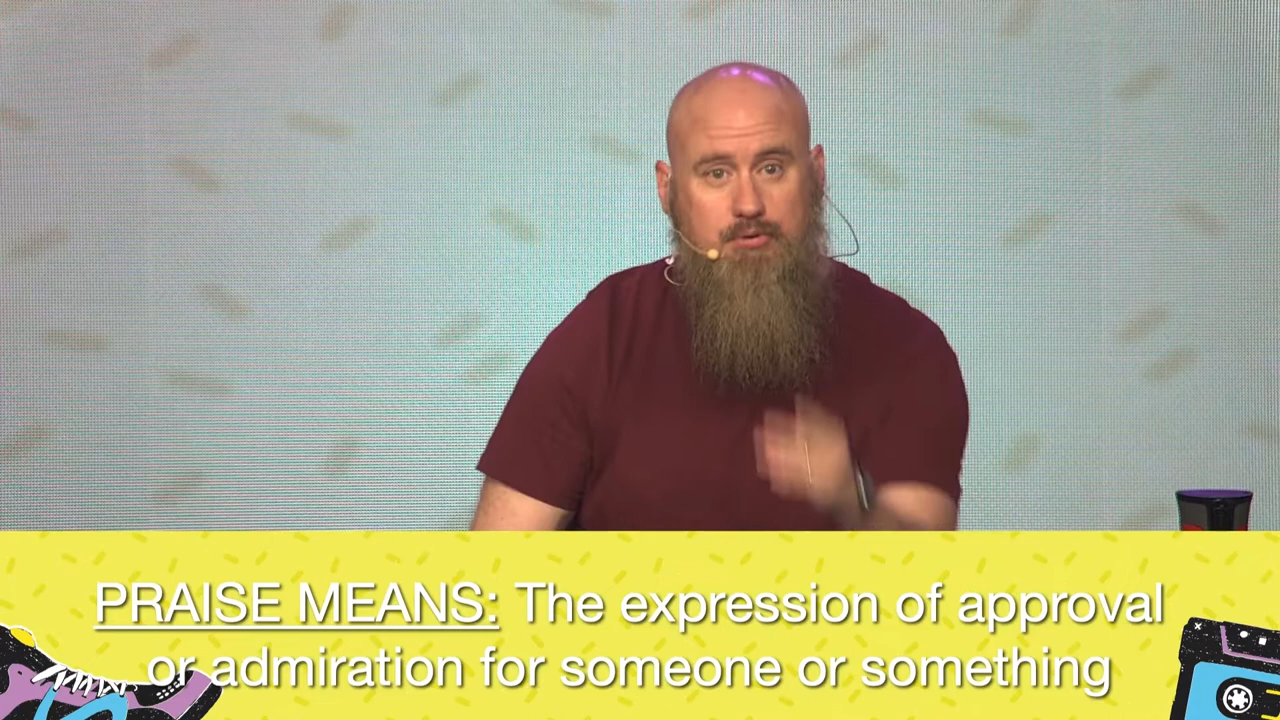 PRAISE MEANS: The expression of approval
or admiration for someone or something